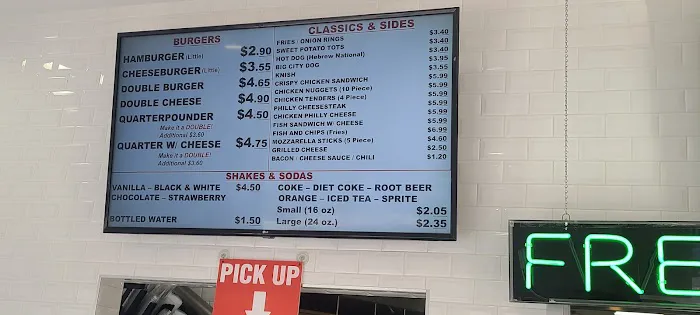 BURGERS
HAMBURGER (Little) $2.90
CHEESEBURGER (Little) $3.55
DOUBLE BURGER $4.65
DOUBLE CHEESE $4.90
QUARTERPOUNDER $4.50
Make it a DOUBLE!
Additional $3.60
QUARTER W/ CHEESE $4.75
Make it a DOUBLE!
Additional $3.60
CLASSICS & SIDES
FRIES / ONION RINGS $3.40
SWEET POTATO TOTS $3.40
HOT DOG (Hebrew National) $3.40
BIG CITY DOG $3.95
KNISH $3.55
CRISPY CHICKEN SANDWICH $5.99
CHICKEN NUGGETS (10 Piece) $5.99
CHICKEN TENDERS (4 Piece) $5.99
PHILLY CHEESESTEAK $5.99
CHICKEN PHILLY CHEESE $5.99
FISH SANDWICH W/ CHEESE $5.99
FISH AND CHIPS (Fries) $6.99
MOZZARELLA STICKS (5 Piece) $4.60
GRILLED CHEESE $2.50
BACON / CHEESE SAUCE / CHILI $1.20
SHAKES & SODAS
VANILLA – BLACK & WHITE $4.50
CHOCOLATE – STRAWBERRY
BOTTLED WATER $1.50
COKE – DIET COKE – ROOT BEER
ORANGE – ICED TEA – SPRITE
Small (16 oz) $2.05
Large (24 oz.) $2.35
LG
PICK UP
FRE